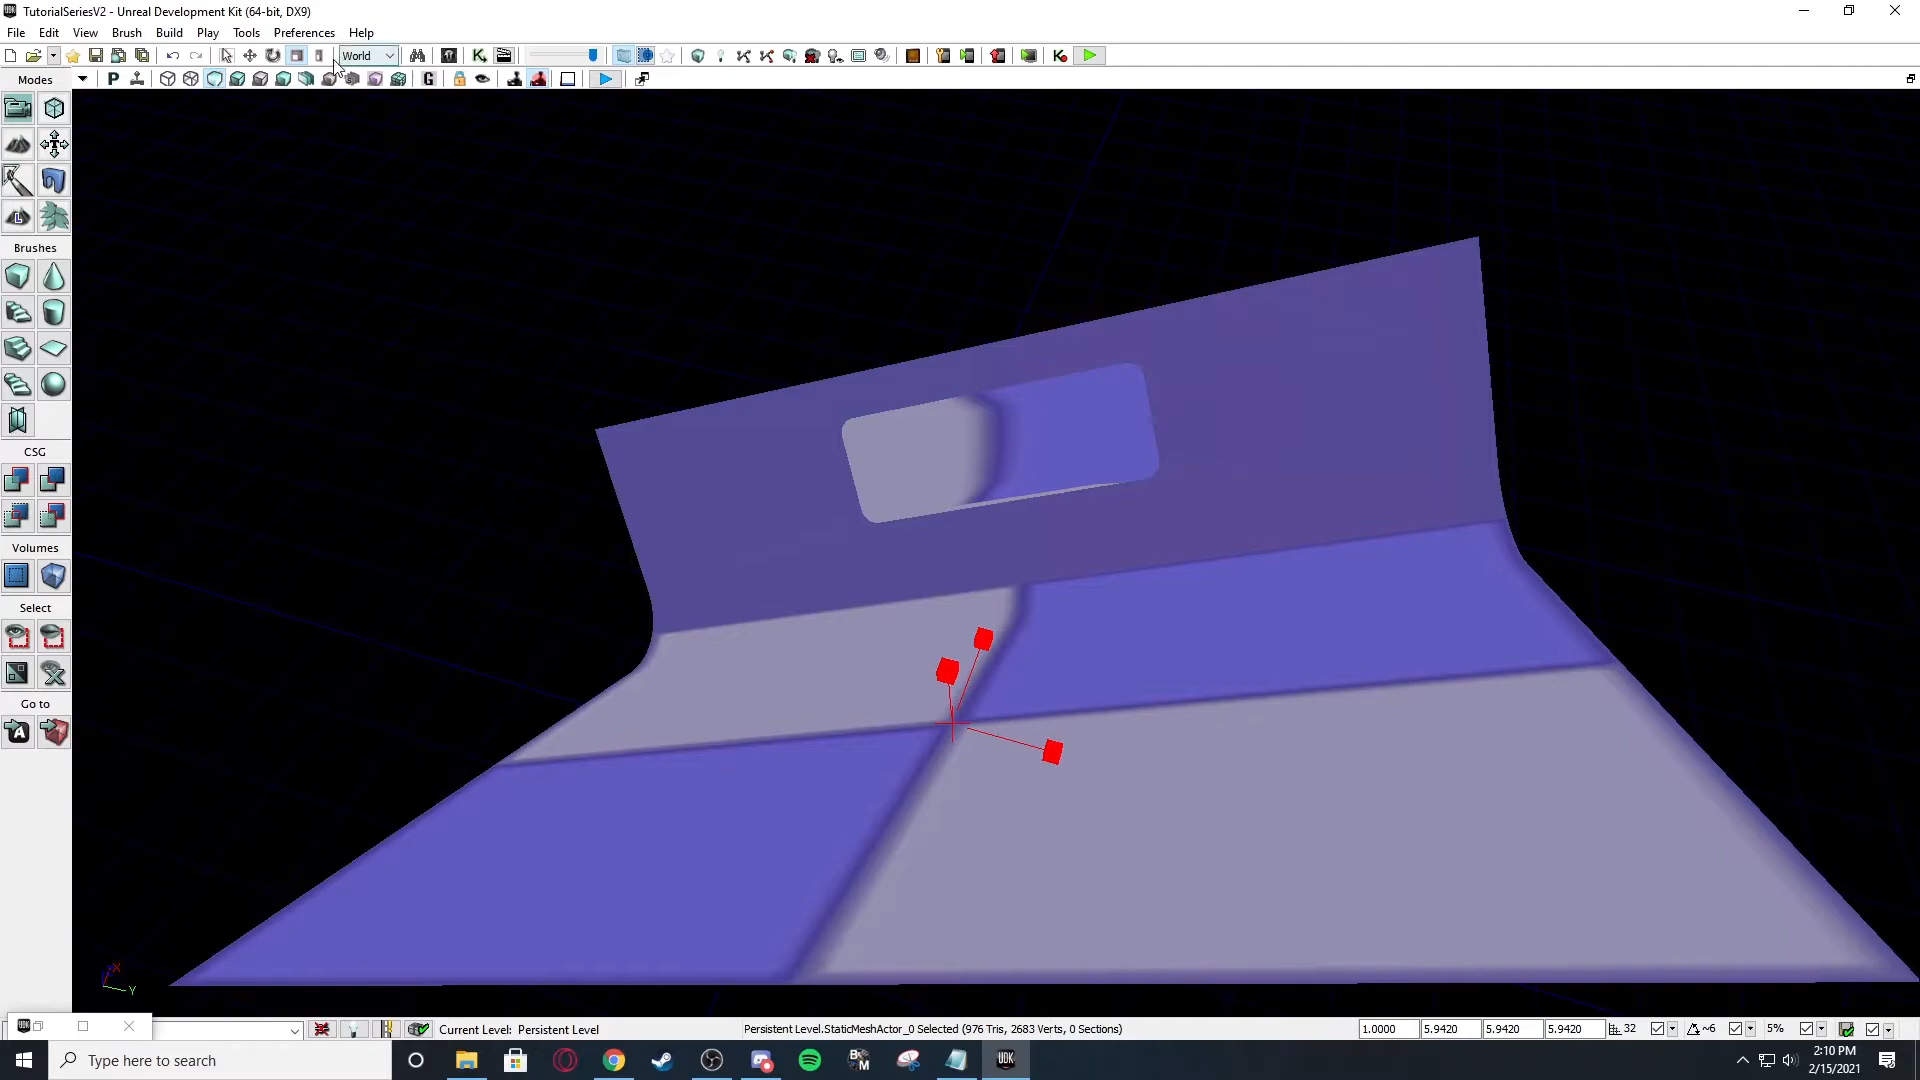 TutorialSeriesV2 - Unreal Development Kit (64-bit, DX9)
File Edit View Brush Build Play Tools Preferences Help
World
Modes
P
G
L
Brushes
CSG
Volumes
Select
Go to
A
X
Y
Current Level: Persistent Level
Persistent Level.StaticMeshActor_0 Selected (976 Tris, 2683 Verts, 0 Sections)
1.0000 5.9420 5.9420 5.9420 32 ~6 5%
Type here to search
UDK
2:10 PM
2/15/2021